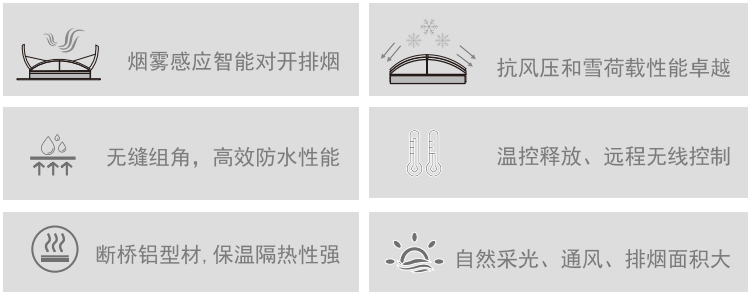 烟雾感应智能对开排烟
抗风压和雪荷载性能卓越
无缝组角，高效防水性能
温控释放、远程无线控制
断桥铝型材,保温隔热性强
自然采光、通风、排烟面积大